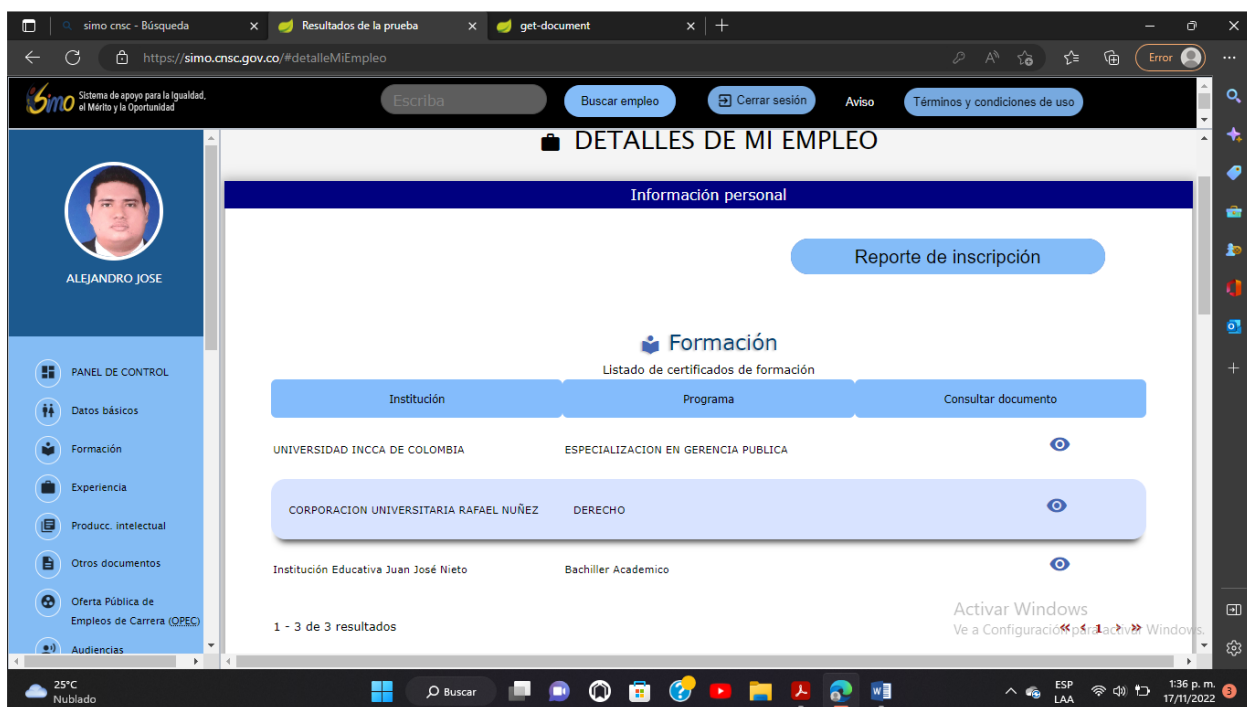 simo cnsc - Búsqueda
Resultados de la prueba
get-document
https://simo.cnsc.gov.co/#detalleMiEmpleo
Error
Simo
Sistema de apoyo para la Igualdad,
el Mérito y la Oportunidad
Escriba
Buscar empleo
Cerrar sesión
Aviso
Términos y condiciones de uso
ALEJANDRO JOSE
PANEL DE CONTROL
Datos básicos
Formación
Experiencia
Producc. intelectual
Otros documentos
Oferta Pública de
Empleos de Carrera (OPEC)
Audiencias
DETALLES DE MI EMPLEO
Información personal
Reporte de inscripción
Formación
Listado de certificados de formación
Institución Programa Consultar documento
UNIVERSIDAD INCCA DE COLOMBIA ESPECIALIZACION EN GERENCIA PUBLICA
CORPORACION UNIVERSITARIA RAFAEL NUÑEZ DERECHO
Institución Educativa Juan José Nieto Bachiller Academico
1 - 3 de 3 resultados
« ‹ 1 › »
Activar Windows
Ve a Configuración para activar Windows.
25°C
Nublado
Buscar
ESP
LAA
1:36 p. m.
17/11/2022
3